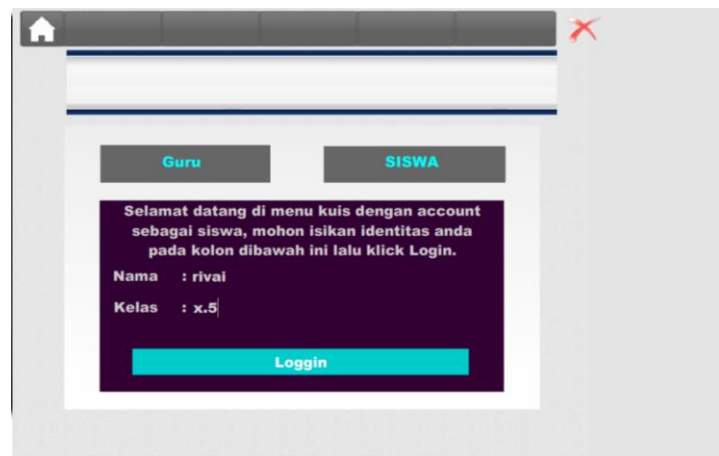 Guru
SISWA
Selamat datang di menu kuis dengan account
sebagai siswa, mohon isikan identitas anda
pada kolon dibawah ini lalu klick Login.
Nama : rivai
Kelas : x.5
Loggin